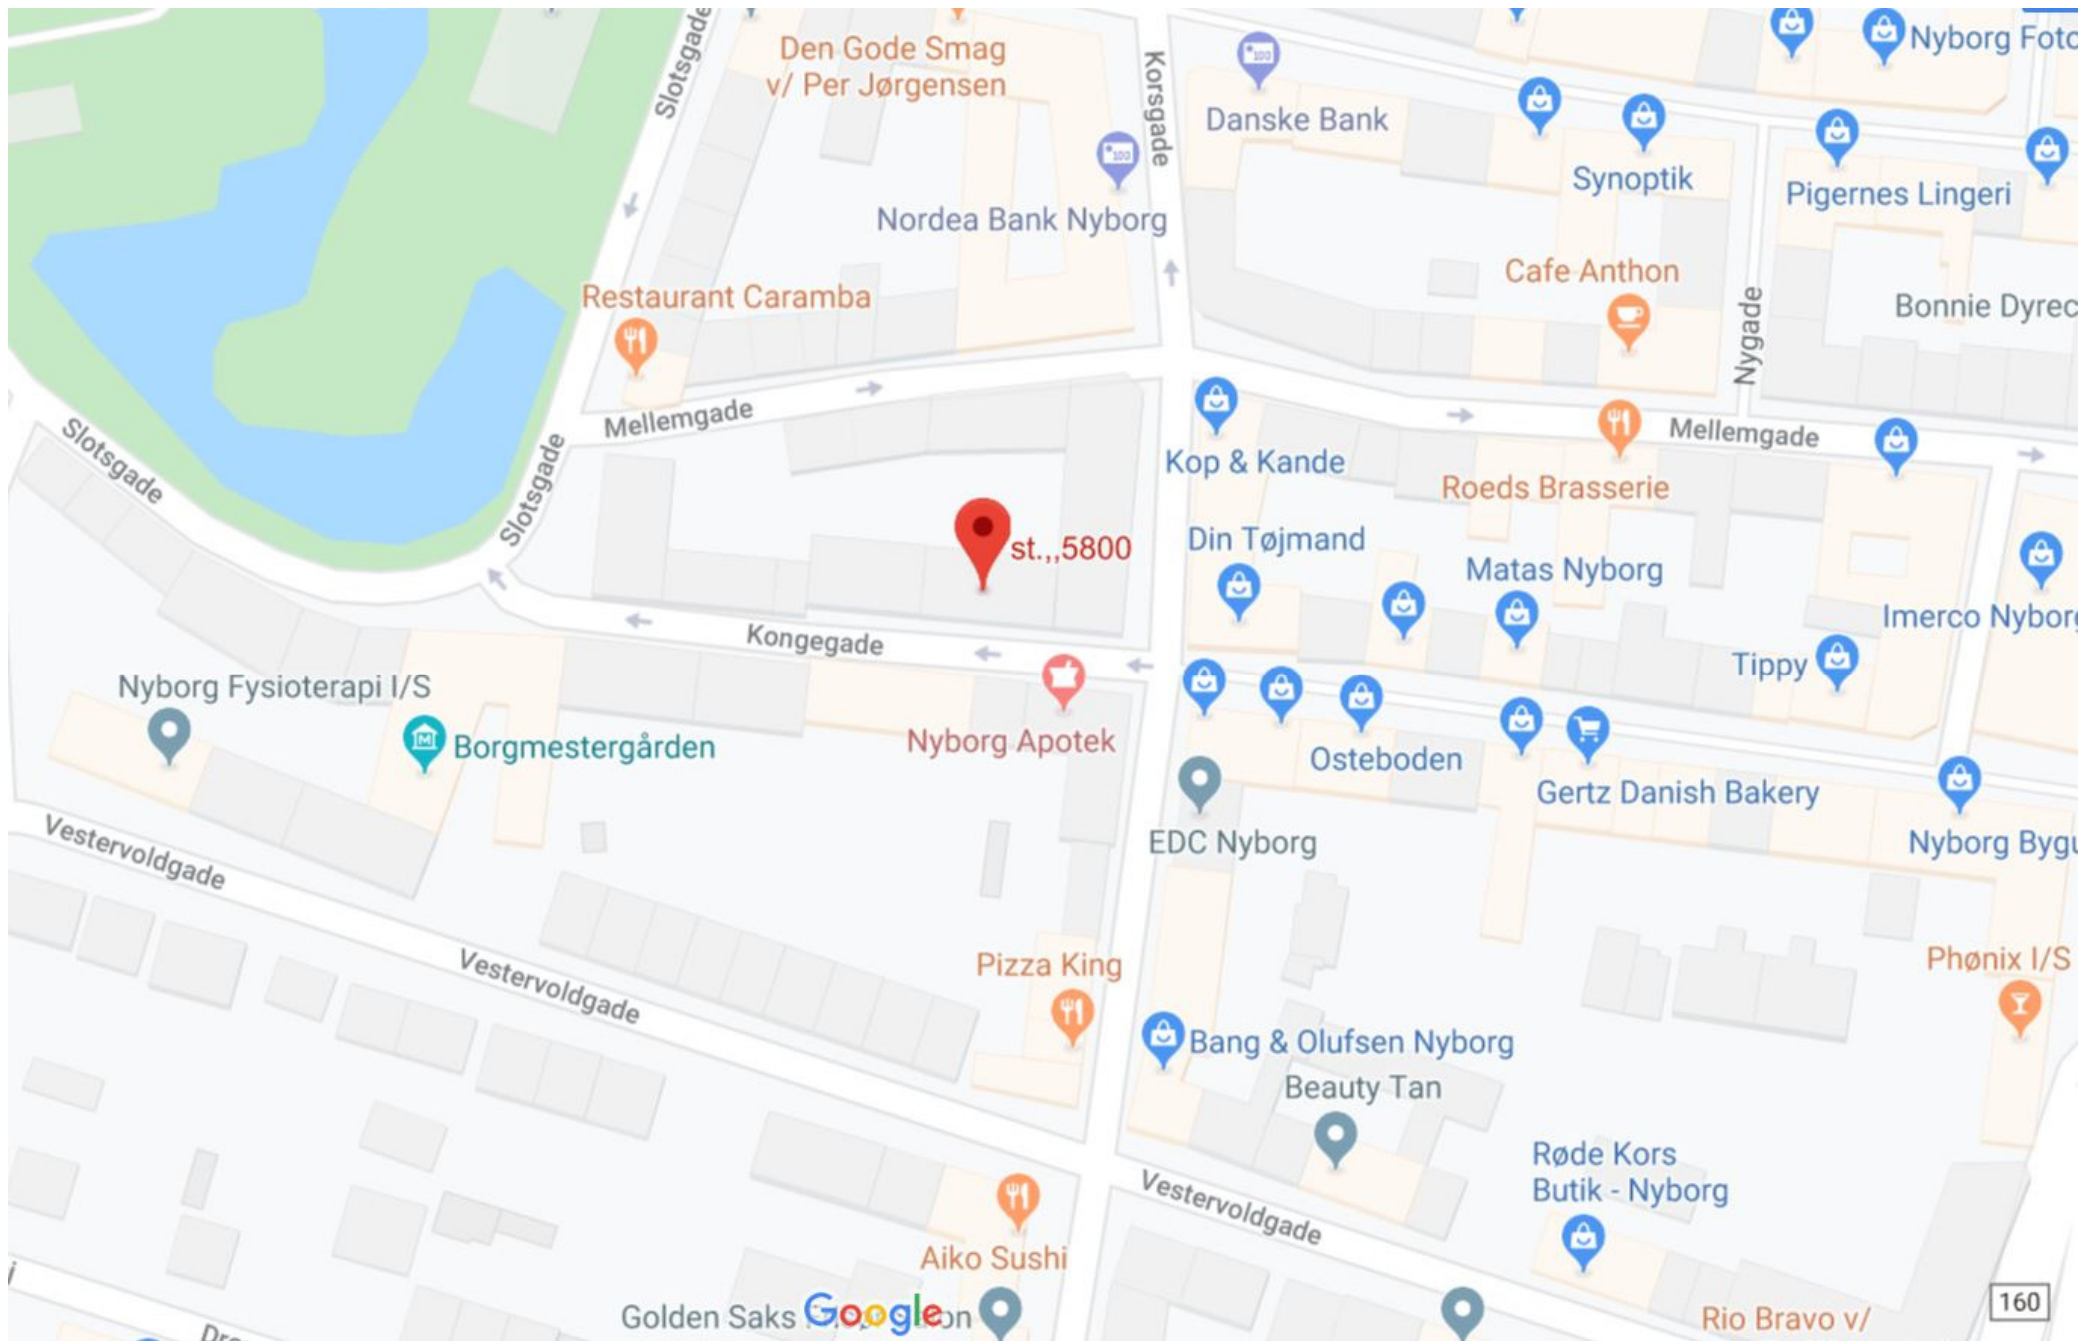 Slotsgade
Den Gode Smag
v/ Per Jørgensen
Korsgade
Danske Bank
Nyborg Foto
Synoptik
Pigernes Lingeri
Nordea Bank Nyborg
Cafe Anthon
Restaurant Caramba
Nygade
Bonnie Dyrec
Mellemgade
Mellemgade
Slotsgade
Slotsgade
Kop & Kande
Roeds Brasserie
st.,,5800
Din Tøjmand
Matas Nyborg
Imerco Nyborg
Kongegade
Tippy
Nyborg Fysioterapi I/S
Borgmestergården
Nyborg Apotek
Osteboden
Gertz Danish Bakery
EDC Nyborg
Nyborg Bygu
Vestervoldgade
Vestervoldgade
Pizza King
Phønix I/S
Bang & Olufsen Nyborg
Beauty Tan
Røde Kors
Butik - Nyborg
Vestervoldgade
Aiko Sushi
Golden Saks
Google
160
Rio Bravo v/